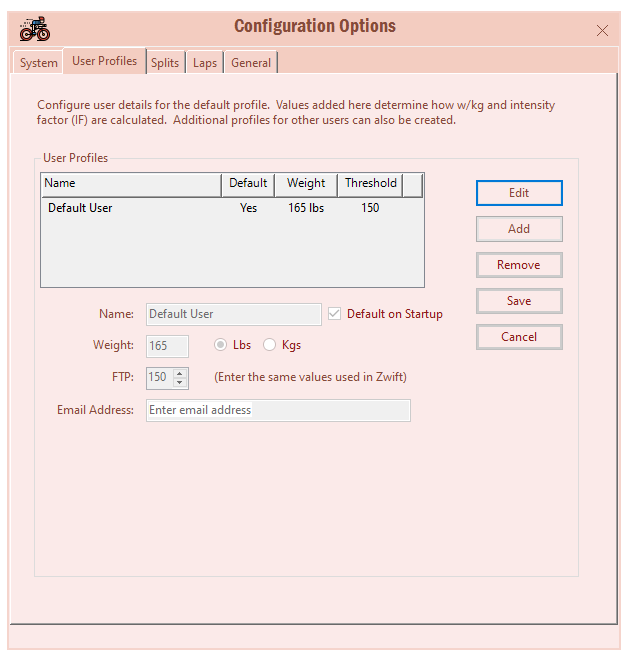 Configuration Options
System User Profiles Splits Laps General
Configure user details for the default profile. Values added here determine how w/kg and intensity
factor (IF) are calculated. Additional profiles for other users can also be created.
User Profiles
Name Default Weight Threshold
Default User Yes 165 lbs 150
Edit
Add
Remove
Save
Cancel
Name: Default User Default on Startup
Weight: 165 Lbs Kgs
FTP: 150 (Enter the same values used in Zwift)
Email Address: Enter email address